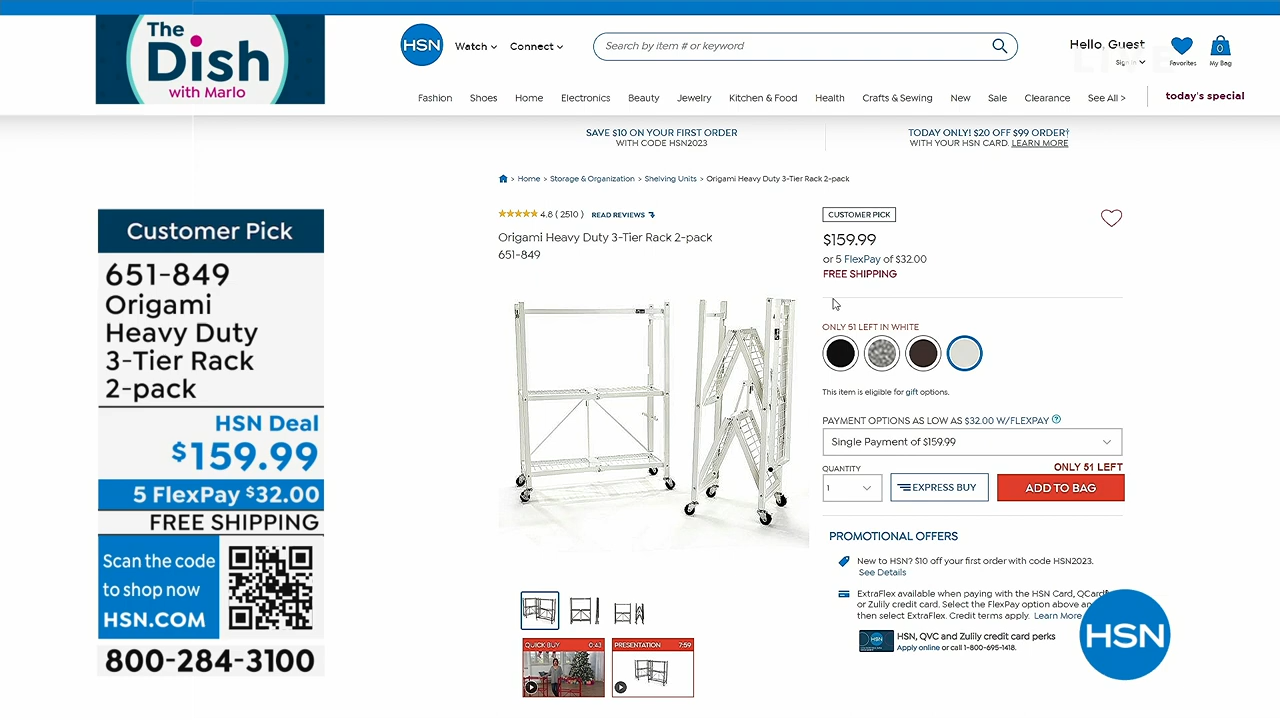 The
Dish
with Marlo
HSN
Watch
Connect
Search by item # or keyword
Hello, Guest
Sign In
Favorites
0
My Bag
Fashion Shoes Home Electronics Beauty Jewelry Kitchen & Food Health Crafts & Sewing New Sale Clearance See All >
today's special
SAVE $10 ON YOUR FIRST ORDER
WITH CODE HSN2023
TODAY ONLY! $20 OFF $99 ORDER†
WITH YOUR HSN CARD. LEARN MORE
> Home > Storage & Organization > Shelving Units > Origami Heavy Duty 3-Tier Rack 2-pack
Customer Pick
651-849
Origami
Heavy Duty
3-Tier Rack
2-pack
HSN Deal
$159.99
5 FlexPay $32.00
FREE SHIPPING
Scan the code
to shop now
HSN.COM
800-284-3100
4.8 ( 2510 ) READ REVIEWS
Origami Heavy Duty 3-Tier Rack 2-pack
651-849
QUICK BUY 0:43
PRESENTATION 7:59
CUSTOMER PICK
$159.99
or 5 FlexPay of $32.00
FREE SHIPPING
ONLY 51 LEFT IN WHITE
This item is eligible for gift options.
PAYMENT OPTIONS AS LOW AS $32.00 W/FLEXPAY ?
Single Payment of $159.99
ONLY 51 LEFT
QUANTITY
1
EXPRESS BUY
ADD TO BAG
PROMOTIONAL OFFERS
New to HSN? $10 off your first order with code HSN2023.
See Details
ExtraFlex available when paying with the HSN Card, QCard
or Zulily credit card. Select the FlexPay option above an
then select ExtraFlex. Credit terms apply. Learn More
HSN
HSN, QVC and Zulily credit card perks
Apply online or call 1-800-695-1418.
HSN